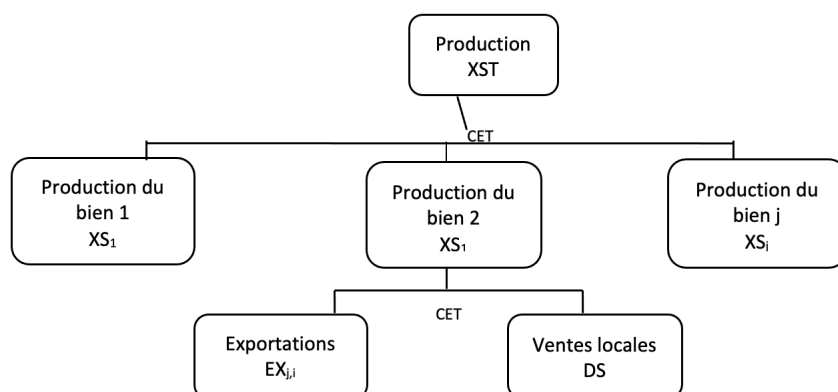 Production
XST
CET
Production du
bien 1
XS₁
Production du
bien 2
XS₁
Production du
bien j
XSⱼ
CET
Exportations
EXⱼ,ᵢ
Ventes locales
DS